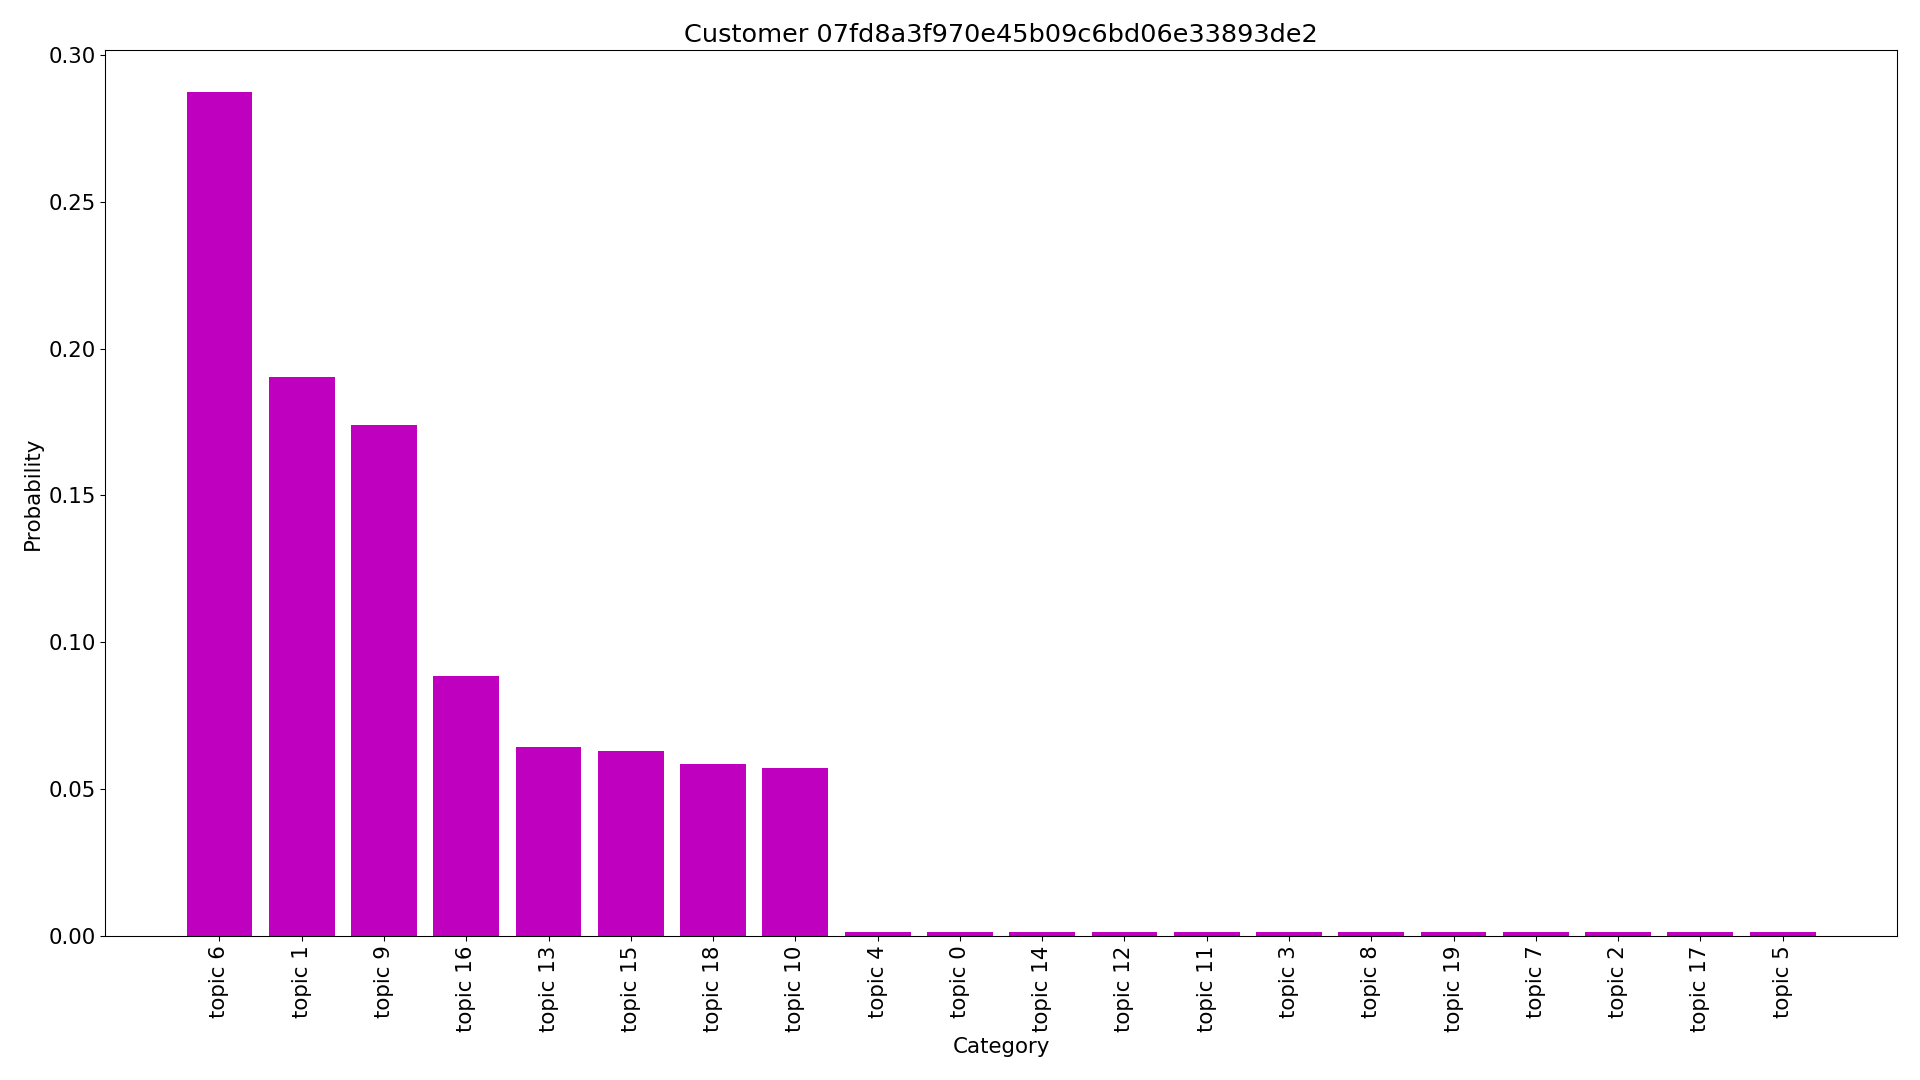 Customer 07fd8a3f970e45b09c6bd06e33893de2
0.30
0.25
0.20
0.15
0.10
0.05
0.00
Probability
topic 6
topic 1
topic 9
topic 16
topic 13
topic 15
topic 18
topic 10
topic 4
topic 0
topic 14
topic 12
topic 11
topic 3
topic 8
topic 19
topic 7
topic 2
topic 17
topic 5
Category